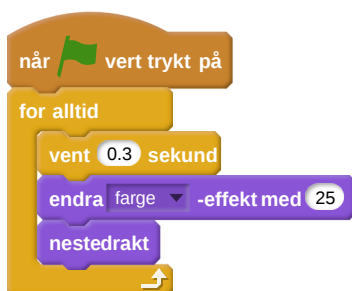 når vert trykt på
for alltid
vent 0.3 sekund
endra farge -effekt med 25
nestedrakt